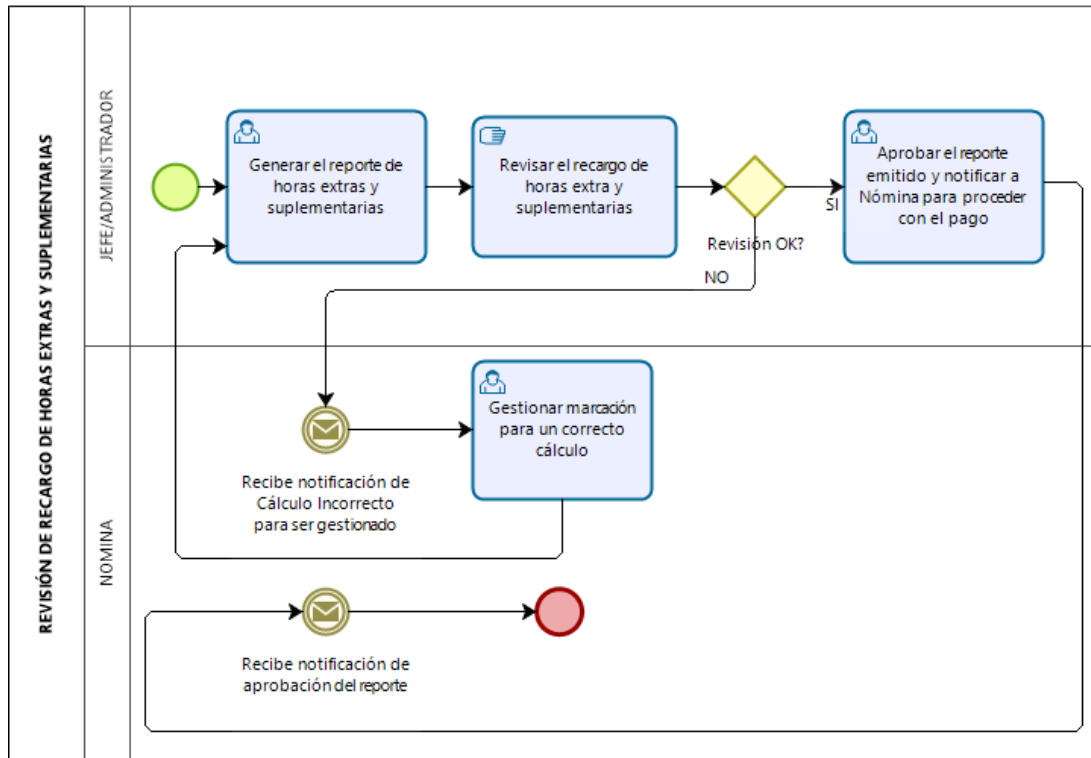 REVISIÓN DE RECARGO DE HORAS EXTRAS Y SUPLEMENTARIAS
JEFE/ADMINISTRADOR
Generar el reporte de
horas extras y
suplementarias
Revisar el recargo de
horas extra y
suplementarias
Revisión OK?
SI
NO
Aprobar el reporte
emitido y notificar a
Nómina para proceder
con el pago
NOMINA
Recibe notificación de
Cálculo Incorrecto
para ser gestionado
Gestionar marcación
para un correcto
cálculo
Recibe notificación de
aprobación del reporte